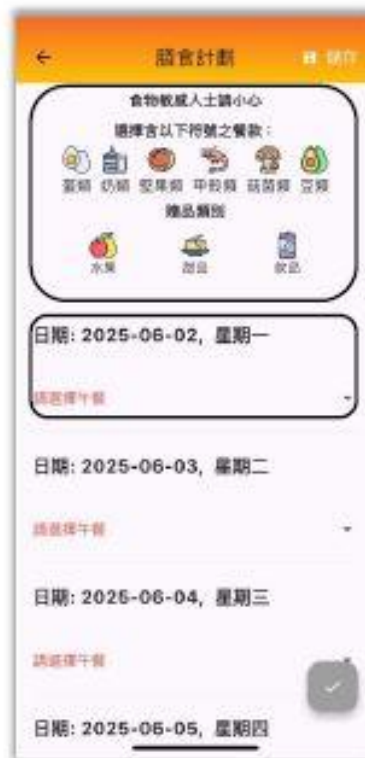 膳食計劃 儲存
食物敏感人士請小心
選擇含以下符號之餐款：
蛋類 奶類 堅果類 甲殼類 菇菌類 豆類
贈品類別
水果 甜品 飲品
日期: 2025-06-02, 星期一
請選擇午餐
日期: 2025-06-03, 星期二
請選擇午餐
日期: 2025-06-04, 星期三
請選擇午餐
日期: 2025-06-05, 星期四